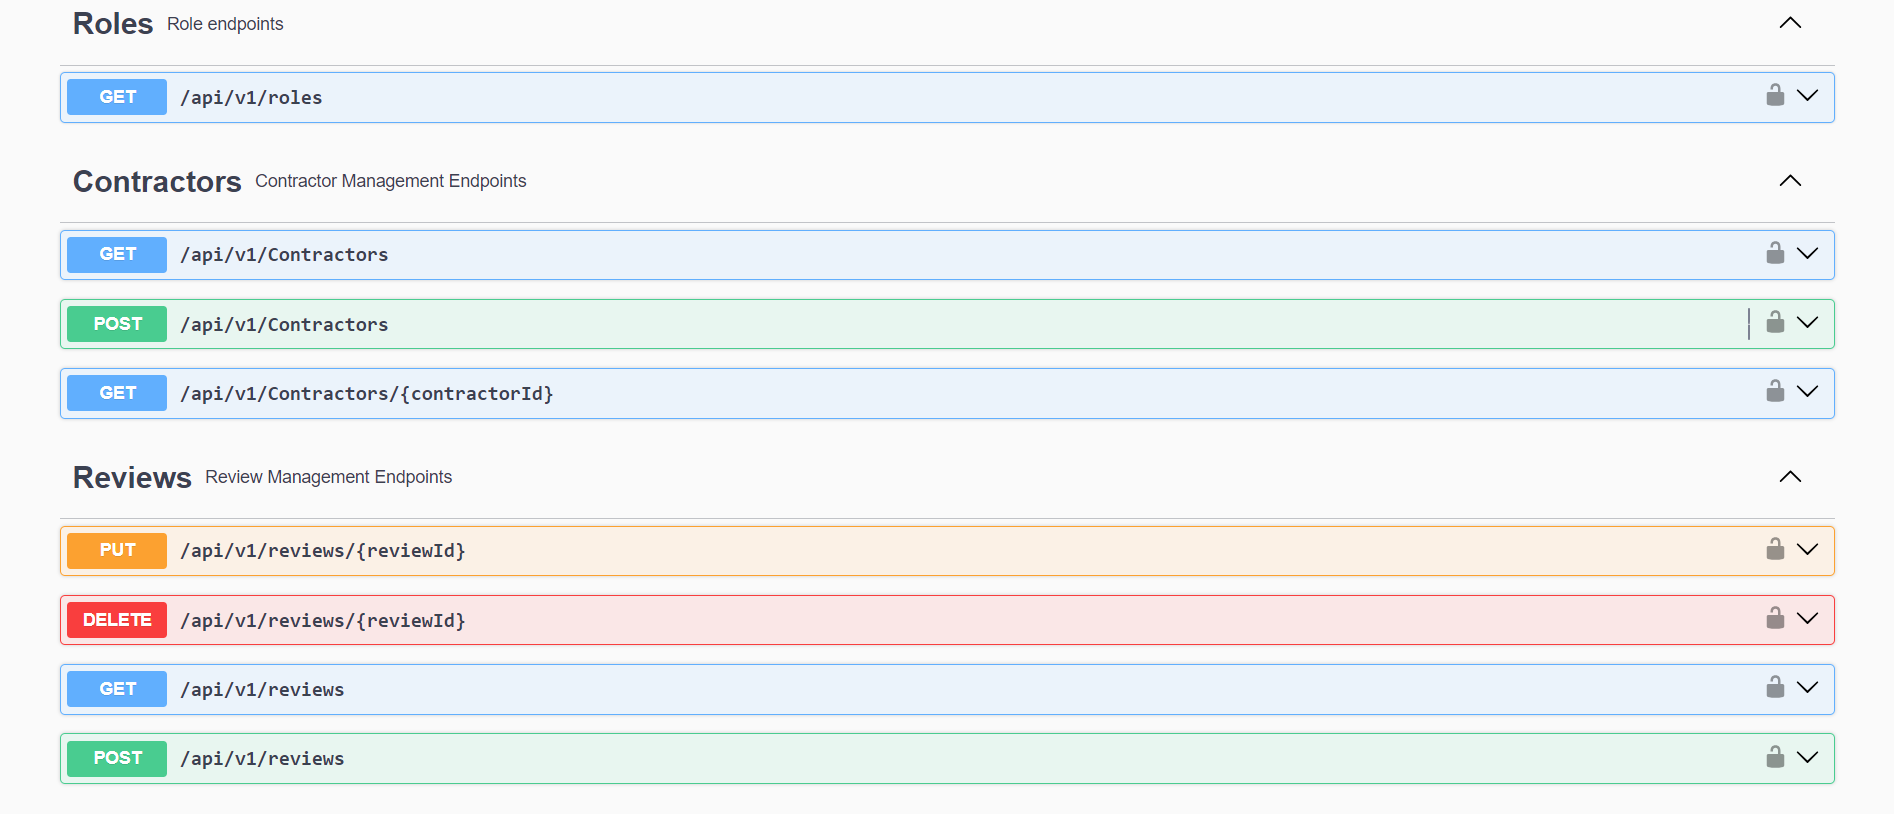 Roles Role endpoints
GET /api/v1/roles
Contractors Contractor Management Endpoints
GET /api/v1/Contractors
POST /api/v1/Contractors
GET /api/v1/Contractors/{contractorId}
Reviews Review Management Endpoints
PUT /api/v1/reviews/{reviewId}
DELETE /api/v1/reviews/{reviewId}
GET /api/v1/reviews
POST /api/v1/reviews